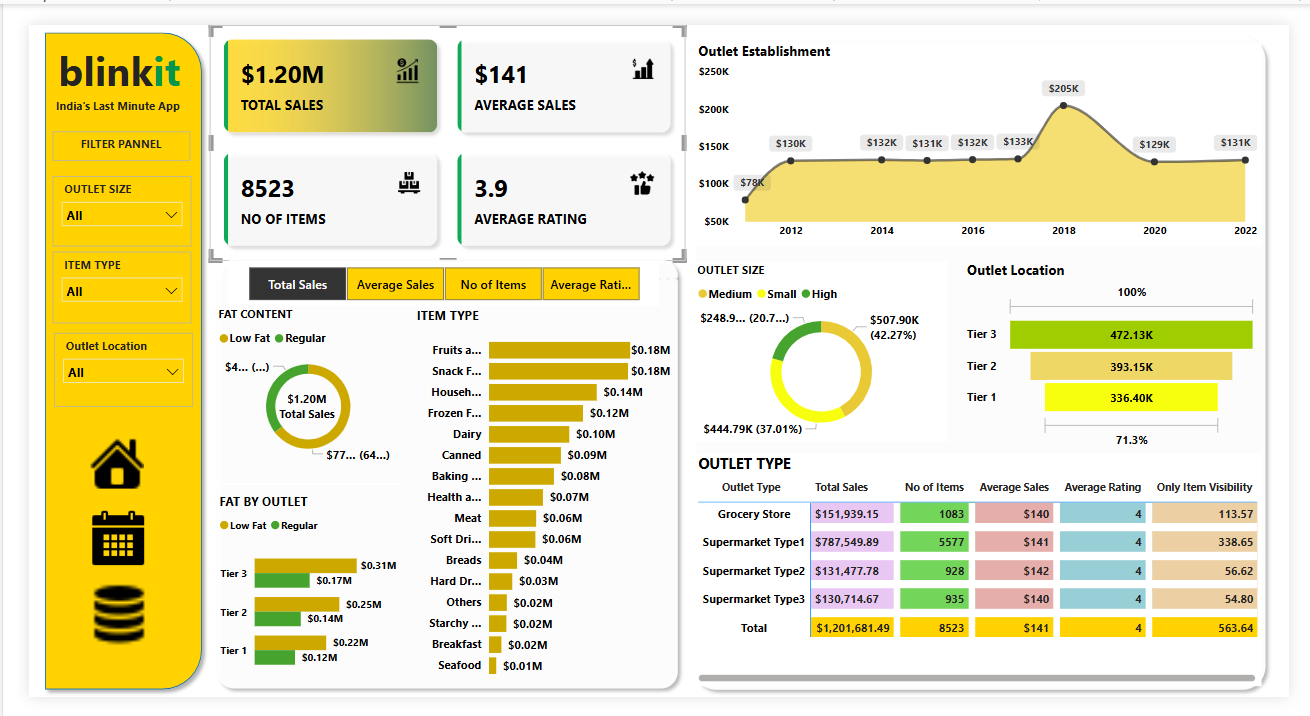 blinkit
India's Last Minute App
FILTER PANNEL
OUTLET SIZE
All
ITEM TYPE
All
Outlet Location
All
$1.20M
TOTAL SALES
$141
AVERAGE SALES
8523
NO OF ITEMS
3.9
AVERAGE RATING
Total Sales Average Sales No of Items Average Rati...
FAT CONTENT
Low Fat Regular
$4... (...)
$1.20M
Total Sales
$77... (64...)
FAT BY OUTLET
Low Fat Regular
Tier 3 $0.31M
$0.17M
Tier 2 $0.25M
$0.14M
Tier 1 $0.22M
$0.12M
ITEM TYPE
Fruits a... $0.18M
Snack F... $0.18M
Househ... $0.14M
Frozen F... $0.12M
Dairy $0.10M
Canned $0.09M
Baking ... $0.08M
Health a... $0.07M
Meat $0.06M
Soft Dri... $0.06M
Breads $0.04M
Hard Dr... $0.03M
Others $0.02M
Starchy ... $0.02M
Breakfast $0.02M
Seafood $0.01M
Outlet Establishment
$250K
$200K
$150K
$100K
$50K
$78K $130K $132K $131K $132K $133K $205K $129K $131K
2012 2014 2016 2018 2020 2022
OUTLET SIZE
Medium Small High
$248.9... (20.7...)
$507.90K
(42.27%)
$444.79K (37.01%)
Outlet Location
100%
Tier 3 472.13K
Tier 2 393.15K
Tier 1 336.40K
71.3%
OUTLET TYPE
Outlet Type Total Sales No of Items Average Sales Average Rating Only Item Visibility
Grocery Store $151,939.15 1083 $140 4 113.57
Supermarket Type1 $787,549.89 5577 $141 4 338.65
Supermarket Type2 $131,477.78 928 $142 4 56.62
Supermarket Type3 $130,714.67 935 $140 4 54.80
Total $1,201,681.49 8523 $141 4 563.64